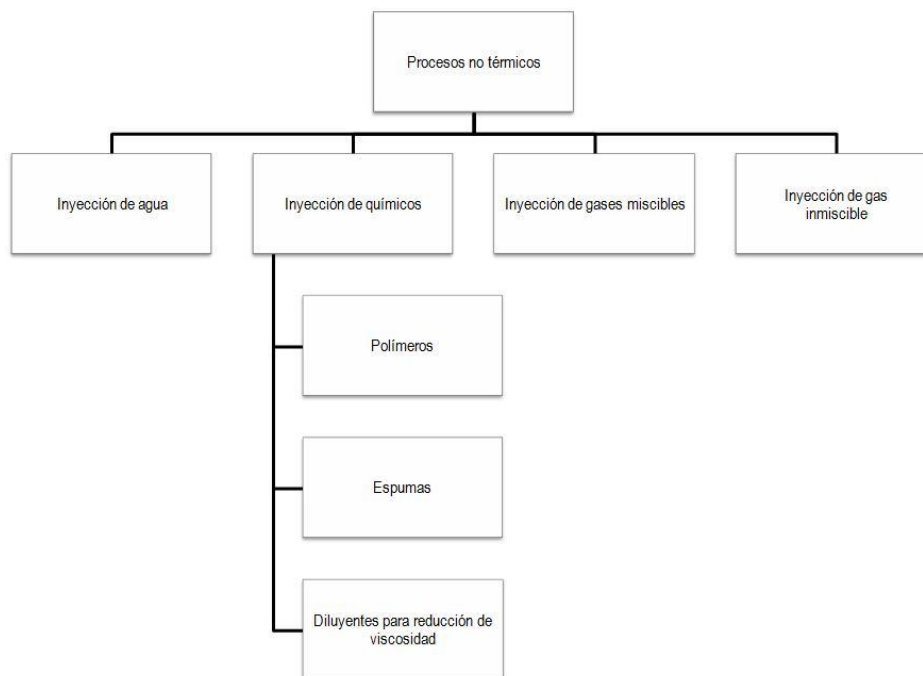 Procesos no térmicos
Inyección de agua
Inyección de químicos
Inyección de gases miscibles
Inyección de gas
inmiscible
Polímeros
Espumas
Diluyentes para reducción de
viscosidad